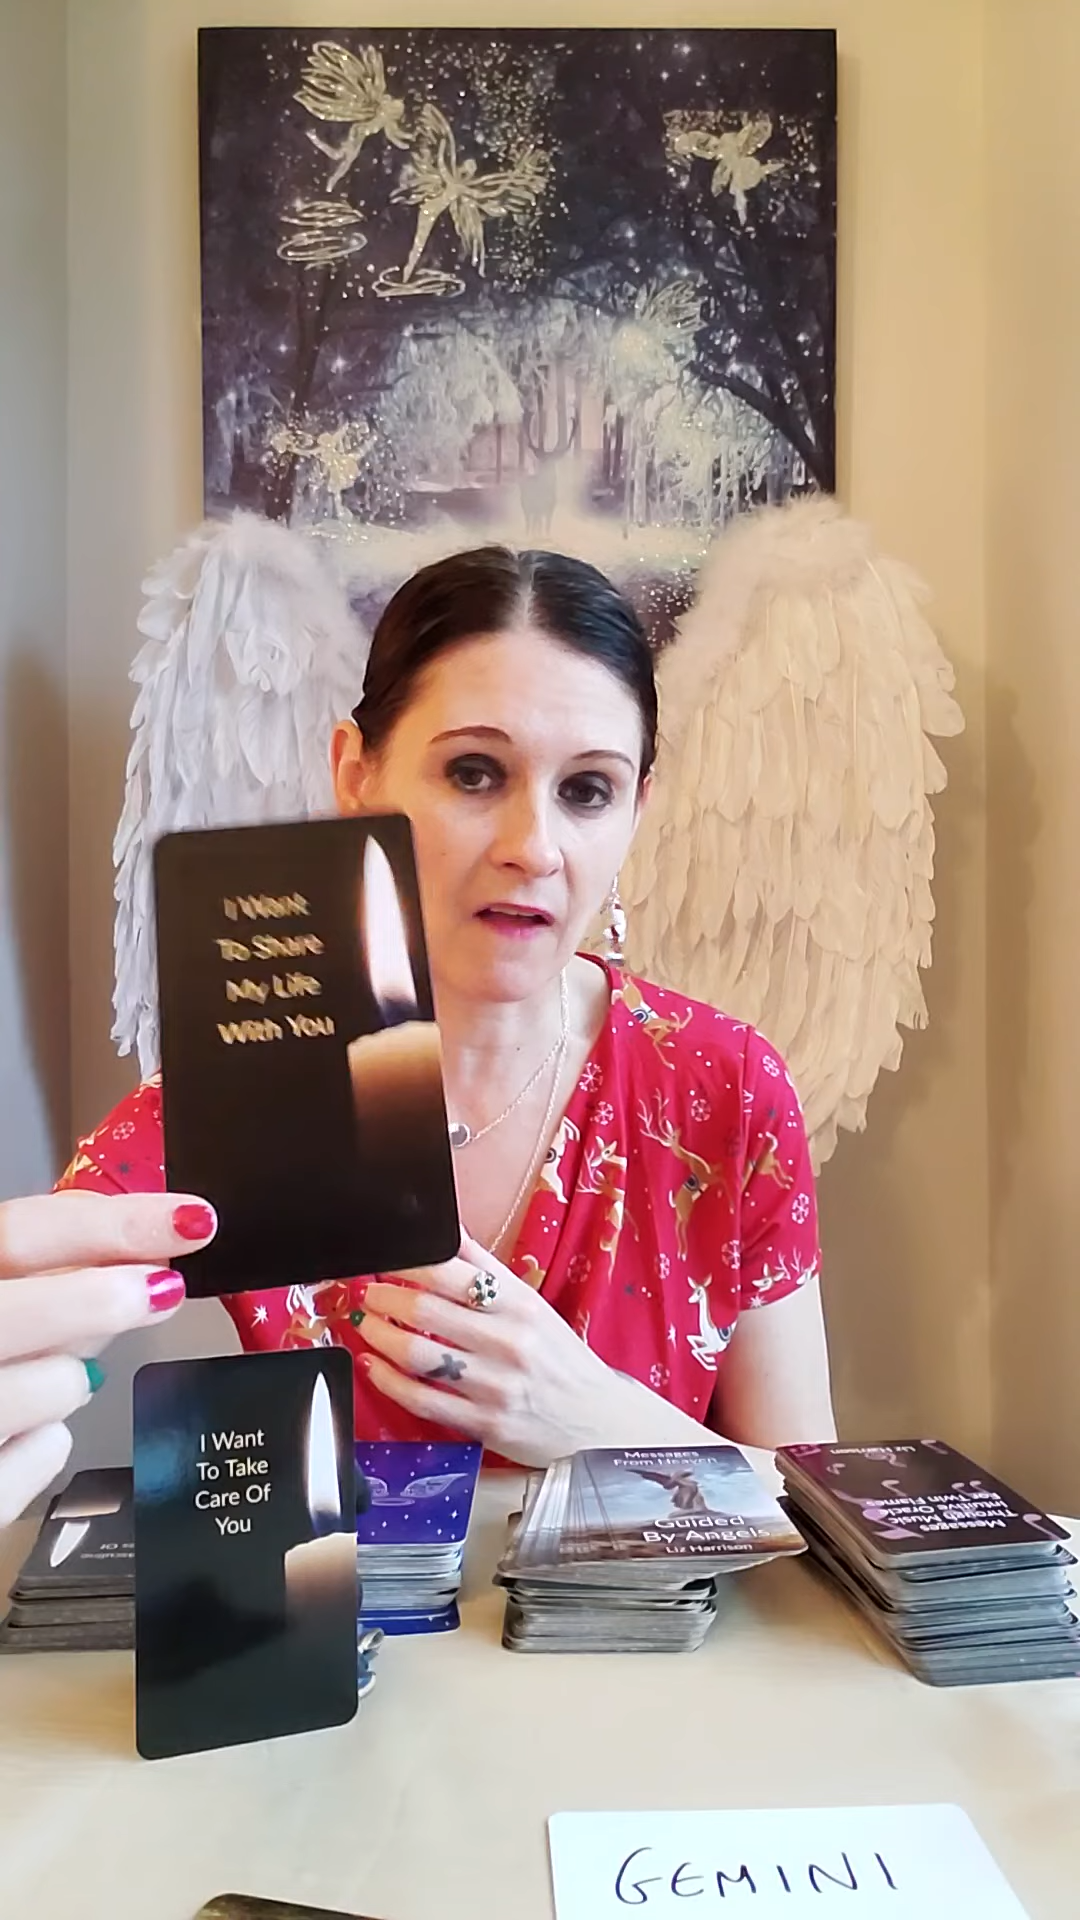 I Want
To Share
My Life
With You
I Want
To Take
Care Of
You
Messages
From Heaven
Guided
By Angels
Liz Harrison
Liz Harrison
Messages
Through Music
Intuitive Oracle
For Twin Flames
GEMINI